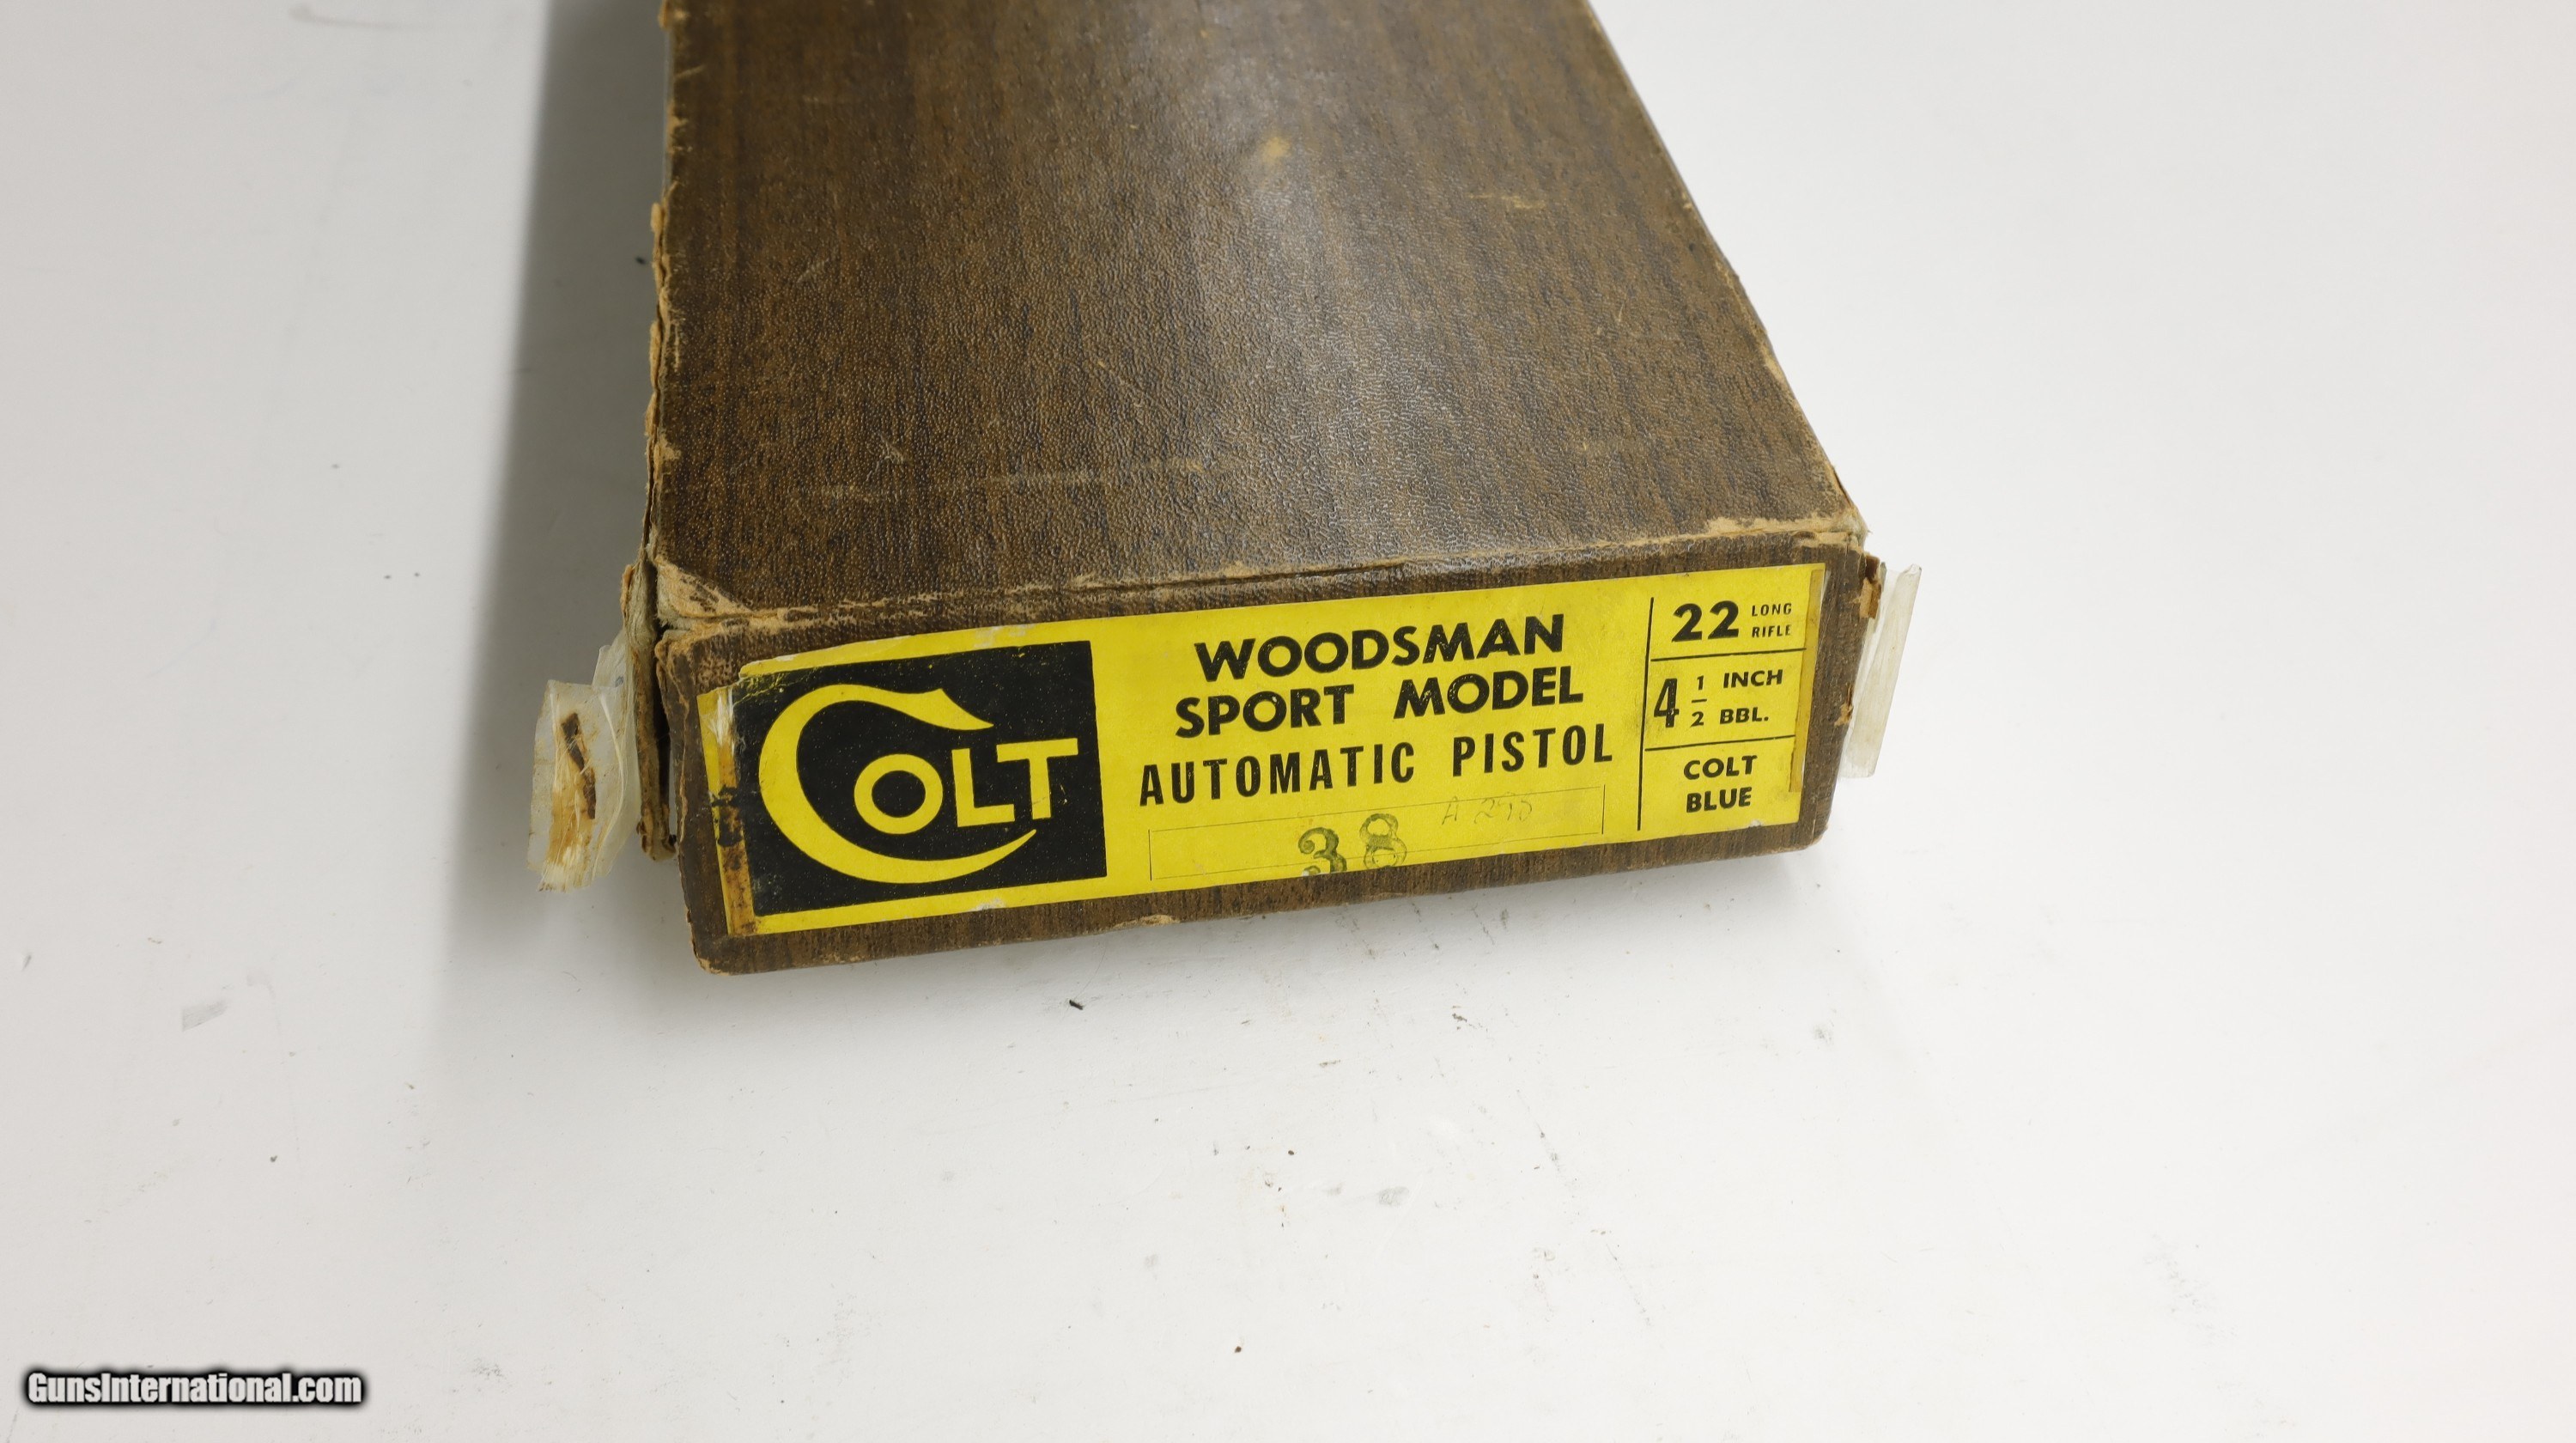 COLT
WOODSMAN
SPORT MODEL
AUTOMATIC PISTOL
38
22 LONG RIFLE
4 1/2 INCH BBL.
COLT
BLUE
GunsInternational.com